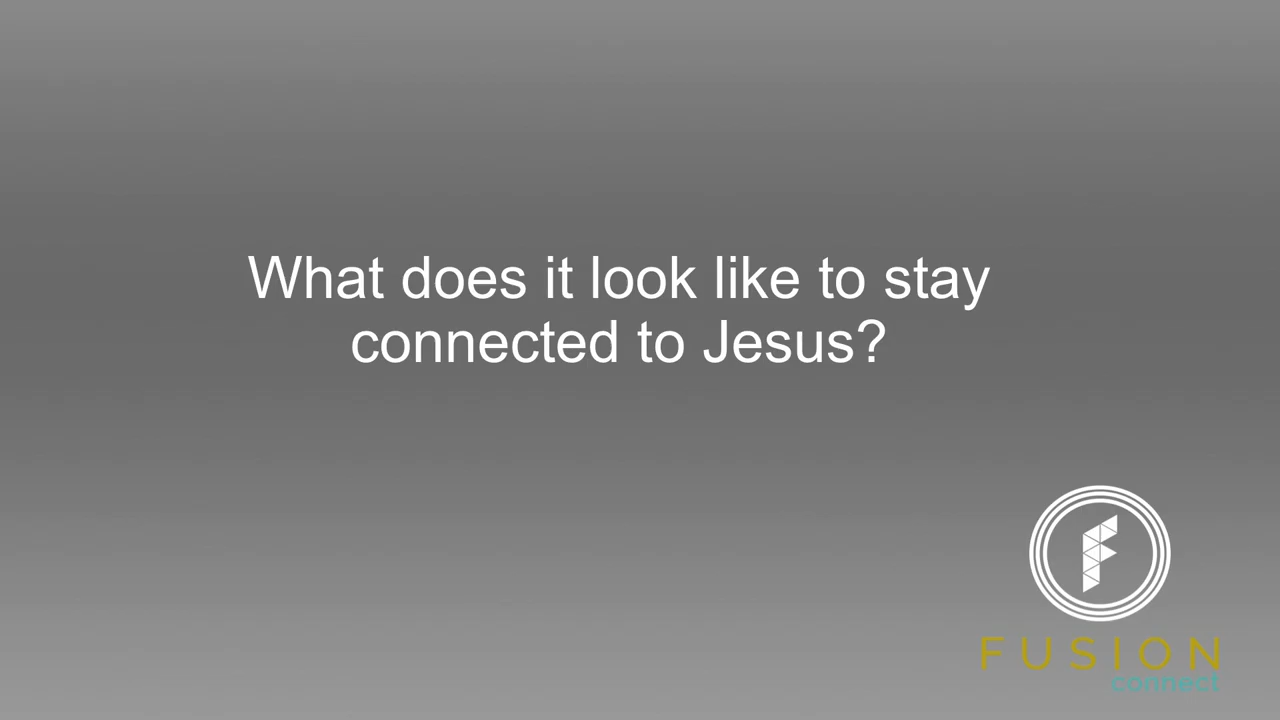 What does it look like to stay
connected to Jesus?
F
FUSION
connect